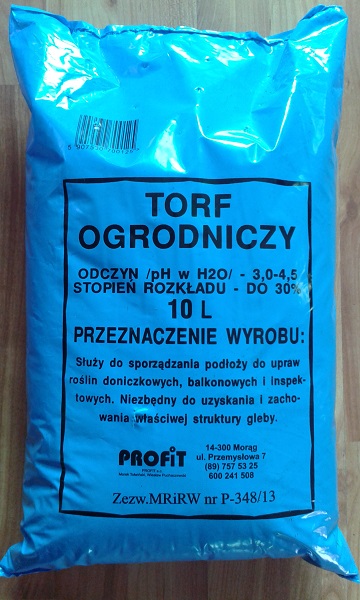 TORF
OGRODNICZY
ODCZYN /pH w H2O/ - 3,0-4,5
STOPIEŃ ROZKŁADU - DO 30%
10 L
PRZEZNACZENIE WYROBU:
Służy do sporządzania podłoży do upraw
roślin doniczkowych, balkonowych i inspek-
towych. Niezbędny do uzyskania i zacho-
wania właściwej struktury gleby.
PROFiT
PROFIT s.c.
14-300 Morąg
ul. Przemysłowa 7
(89) 757 53 25
600 241 508
Zezw.MRiRW nr P-348/13